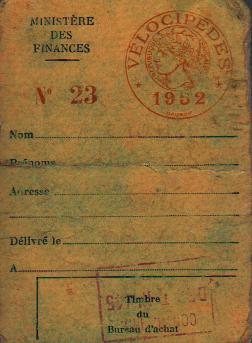 MINISTÈRE
DES
FINANCES
VÉLOCIPÈDES
1952
N° 23
Nom
Prénoms
Adresse
Délivré le
A
Timbre
du
Bureau d'achat